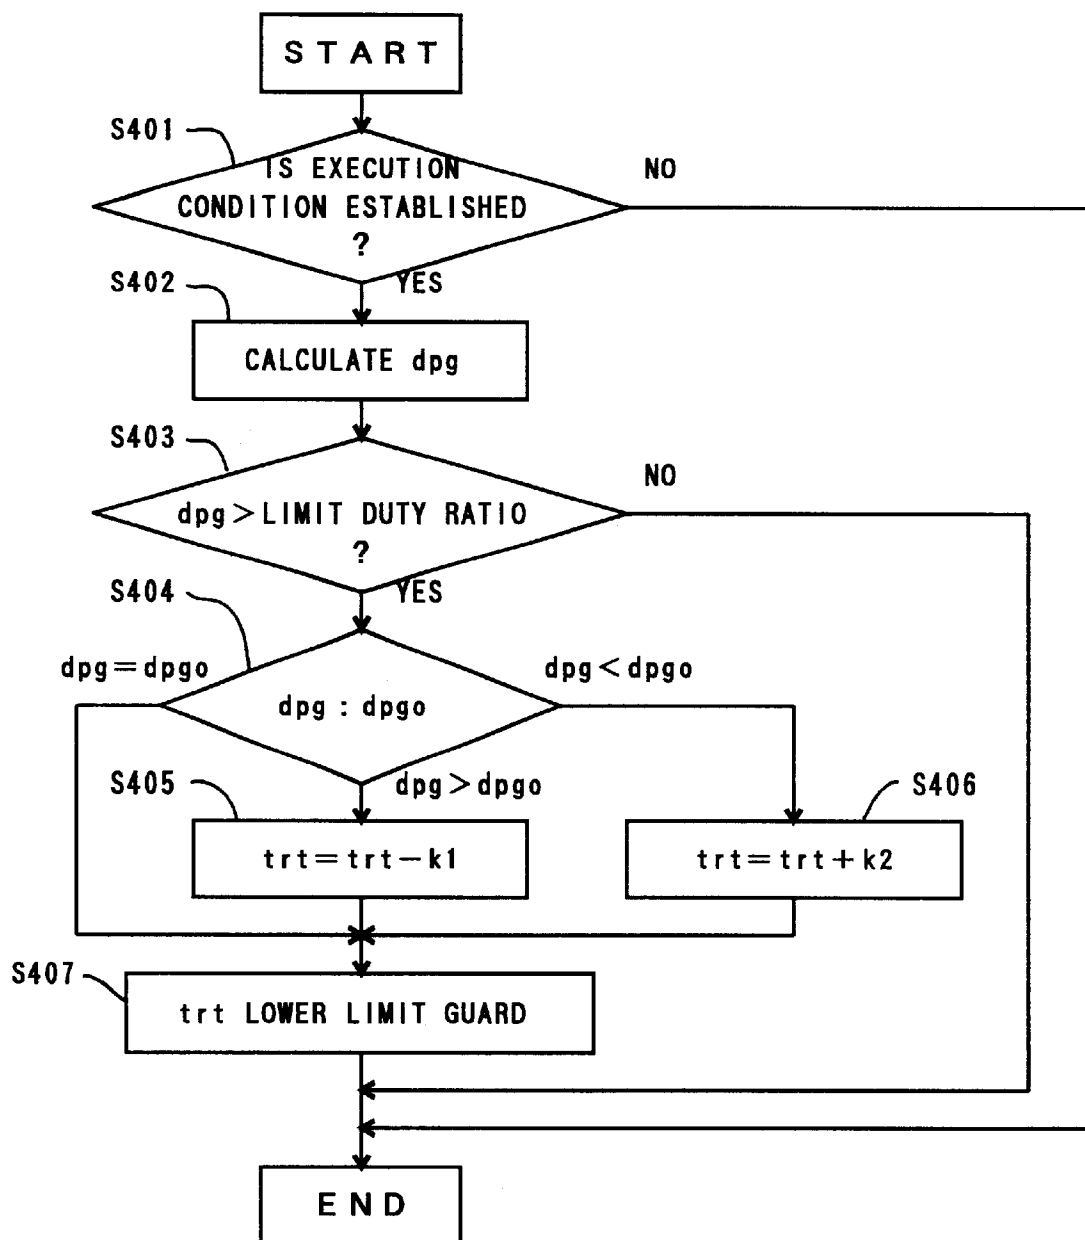 START
S401
IS EXECUTION
CONDITION ESTABLISHED
?
NO
YES
S402
CALCULATE dpg
S403
dpg>LIMIT DUTY RATIO
?
NO
YES
S404
dpg=dpgo
dpg<dpgo
dpg : dpgo
dpg>dpgo
S405
S406
trt=trt-k1
trt=trt+k2
S407
trt LOWER LIMIT GUARD
END